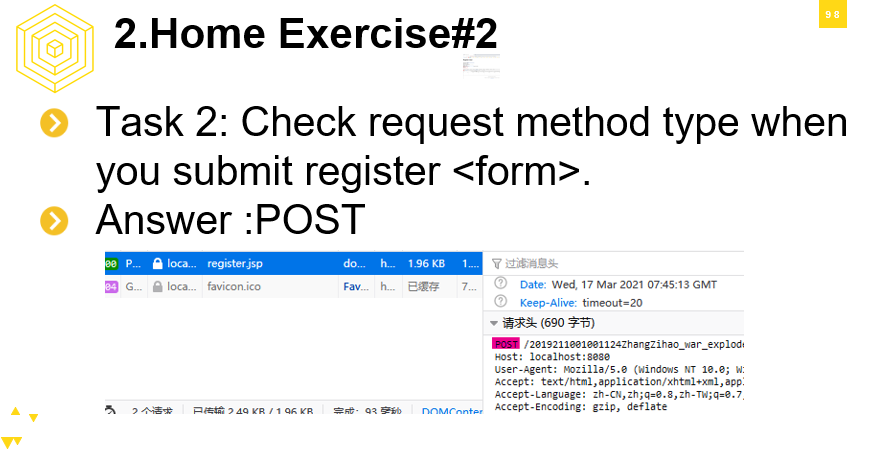 98
2.Home Exercise#2
Task 2: Check request method type when
you submit register <form>.
Answer :POST
00 P... loca... register.jsp do... h... 1.96 KB 1....
04 G... loca... favicon.ico Fav... h... 已缓存 7...
2 个请求 已传输 2.49 KB / 1.96 KB 完成: 93 毫秒 DOMConten
过滤消息头
Date: Wed, 17 Mar 2021 07:45:13 GMT
Keep-Alive: timeout=20
请求头 (690 字节)
POST /2019211001001124ZhangZihao_war_explode
Host: localhost:8080
User-Agent: Mozilla/5.0 (Windows NT 10.0; Wi
Accept: text/html,application/xhtml+xml,appl
Accept-Language: zh-CN,zh;q=0.8,zh-TW;q=0.7,
Accept-Encoding: gzip, deflate